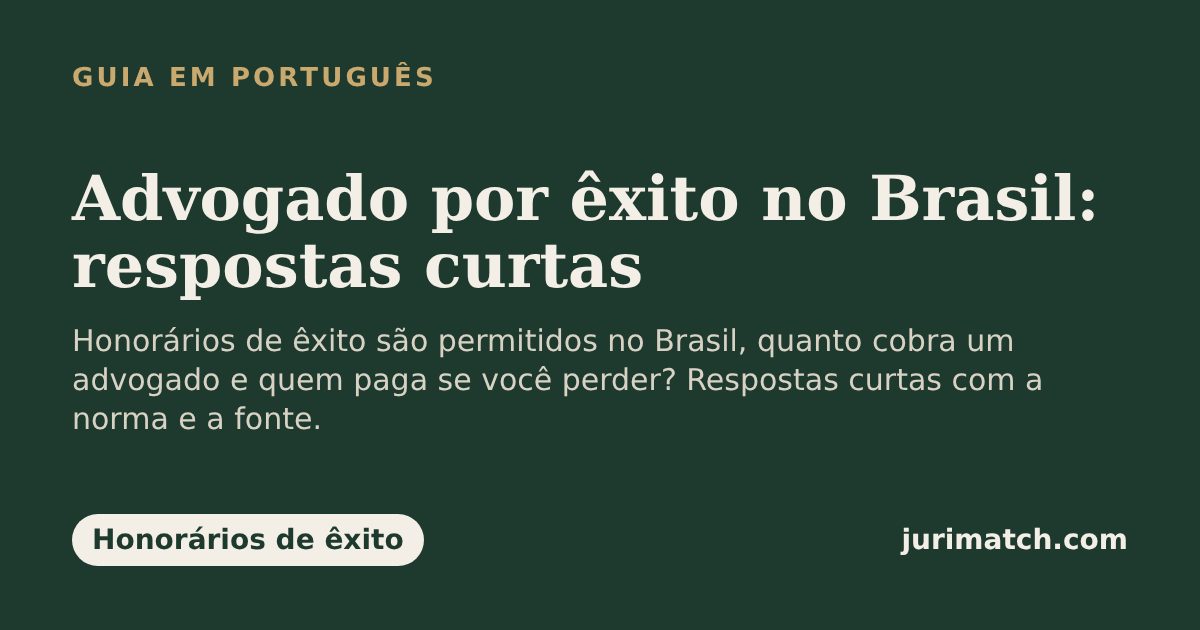 GUIA EM PORTUGUÊS
Advogado por êxito no Brasil:
respostas curtas
Honorários de êxito são permitidos no Brasil, quanto cobra um
advogado e quem paga se você perder? Respostas curtas com a
norma e a fonte.
Honorários de êxito
jurimatch.com